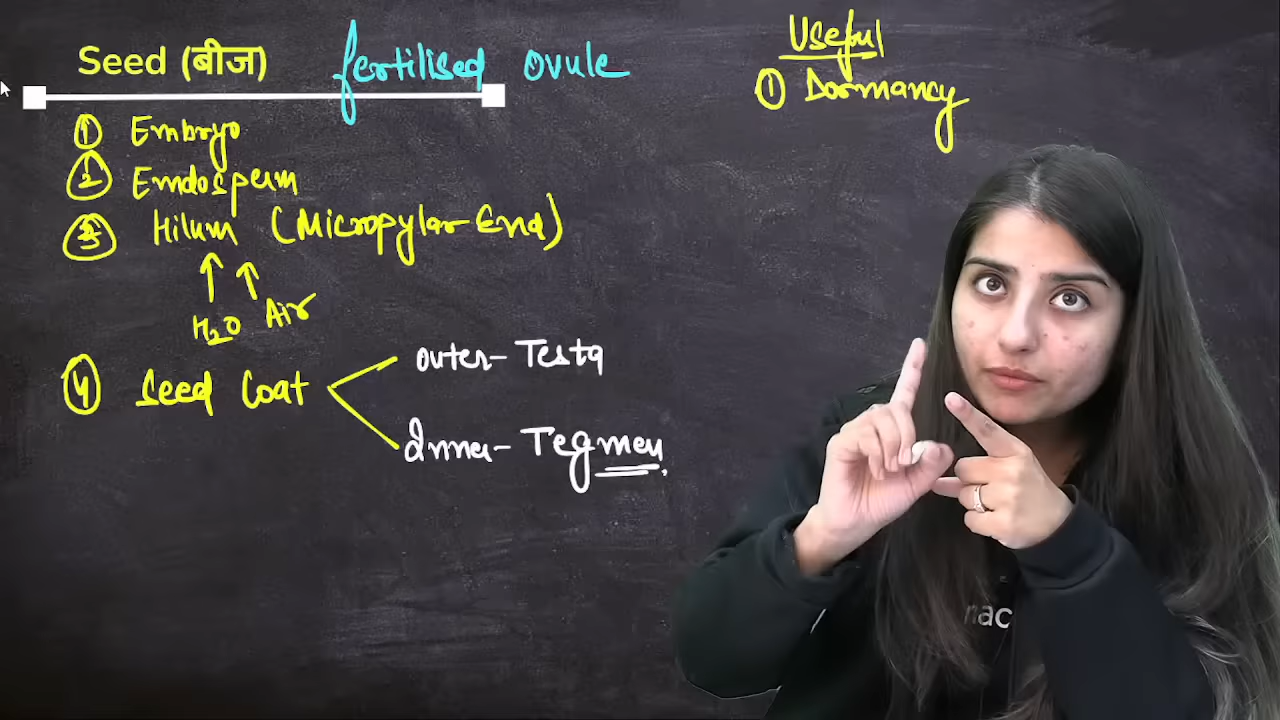 Seed (बीज) fertilised ovule
① Embryo
② Endosperm
③ Hilum (Micropylar End)
H₂O Air
④ Seed Coat
outer- Testa
Inner- Tegmen
Useful
① Dormancy
nac